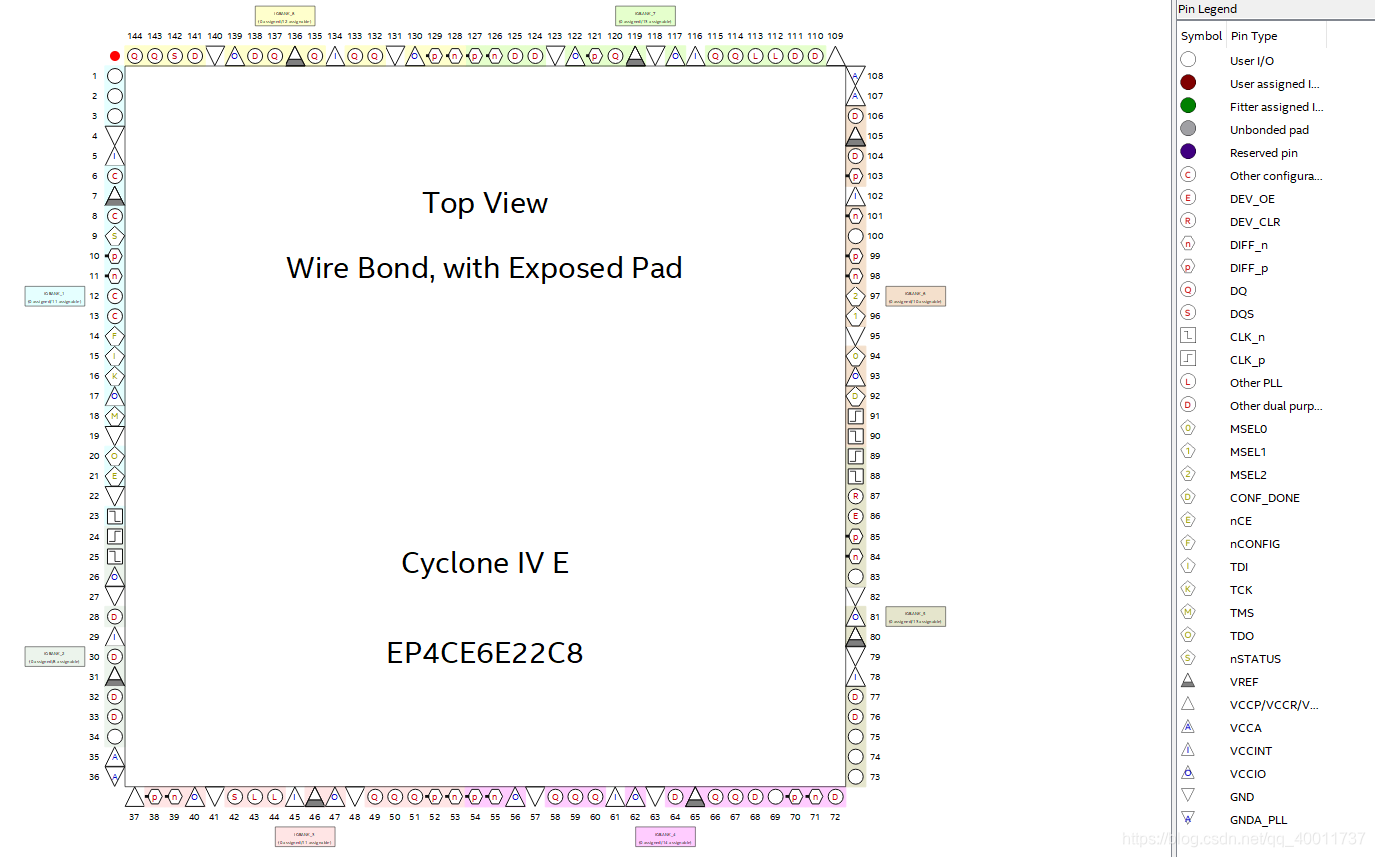 IOBANK_8
IOBANK_7
144 143 142 141 140 139 138 137 136 135 134 133 132 131 130 129 128 127 126 125 124 123 122 121 120 119 118 117 116 115 114 113 112 111 110 109
Q Q S D O D Q Q I Q Q O p n p n D D O p Q O I Q Q L L D D
1
2
3
4
5 I
6 C
7
8 C
9 S
10 p
11 n
12 C
13 C
14 F
15 I
16 K
17 O
18 M
19
20 O
21 E
22
23
24
25
26 O
27
28 D
29 I
30 D
31
32 D
33 D
34
35 A
36 A
IOBANK_1
IOBANK_2
Top View
Wire Bond, with Exposed Pad
Cyclone IV E
EP4CE6E22C8
A 108
A 107
D 106
105
D 104
p 103
I 102
n 101
100
p 99
n 98
2 97
1 96
95
0 94
O 93
D 92
91
90
89
88
R 87
E 86
p 85
n 84
83
82
O 81
80
79
I 78
D 77
D 76
75
74
73
IOBANK_6
IOBANK_5
p n O S L L I O Q Q Q p n p n O Q Q Q I O D Q Q D p n D
37 38 39 40 41 42 43 44 45 46 47 48 49 50 51 52 53 54 55 56 57 58 59 60 61 62 63 64 65 66 67 68 69 70 71 72
IOBANK_3
IOBANK_4
Pin Legend
Symbol Pin Type
User I/O
User assigned I...
Fitter assigned I...
Unbonded pad
Reserved pin
C Other configura...
E DEV_OE
R DEV_CLR
n DIFF_n
p DIFF_p
Q DQ
S DQS
CLK_n
CLK_p
L Other PLL
D Other dual purp...
0 MSEL0
1 MSEL1
2 MSEL2
D CONF_DONE
E nCE
F nCONFIG
I TDI
K TCK
M TMS
O TDO
S nSTATUS
VREF
VCCP/VCCR/V...
A VCCA
I VCCINT
O VCCIO
GND
A GNDA_PLL
https://blog.csdn.net/qq_40011737